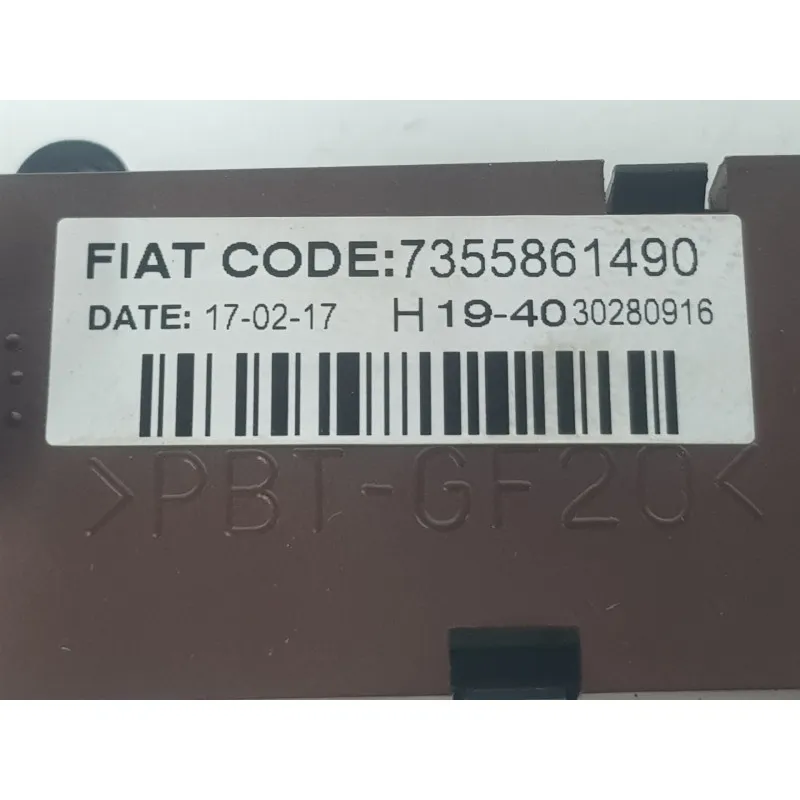 FIAT CODE:7355861490
DATE: 17-02-17 H 19-40 30280916
>PBT-GF20<